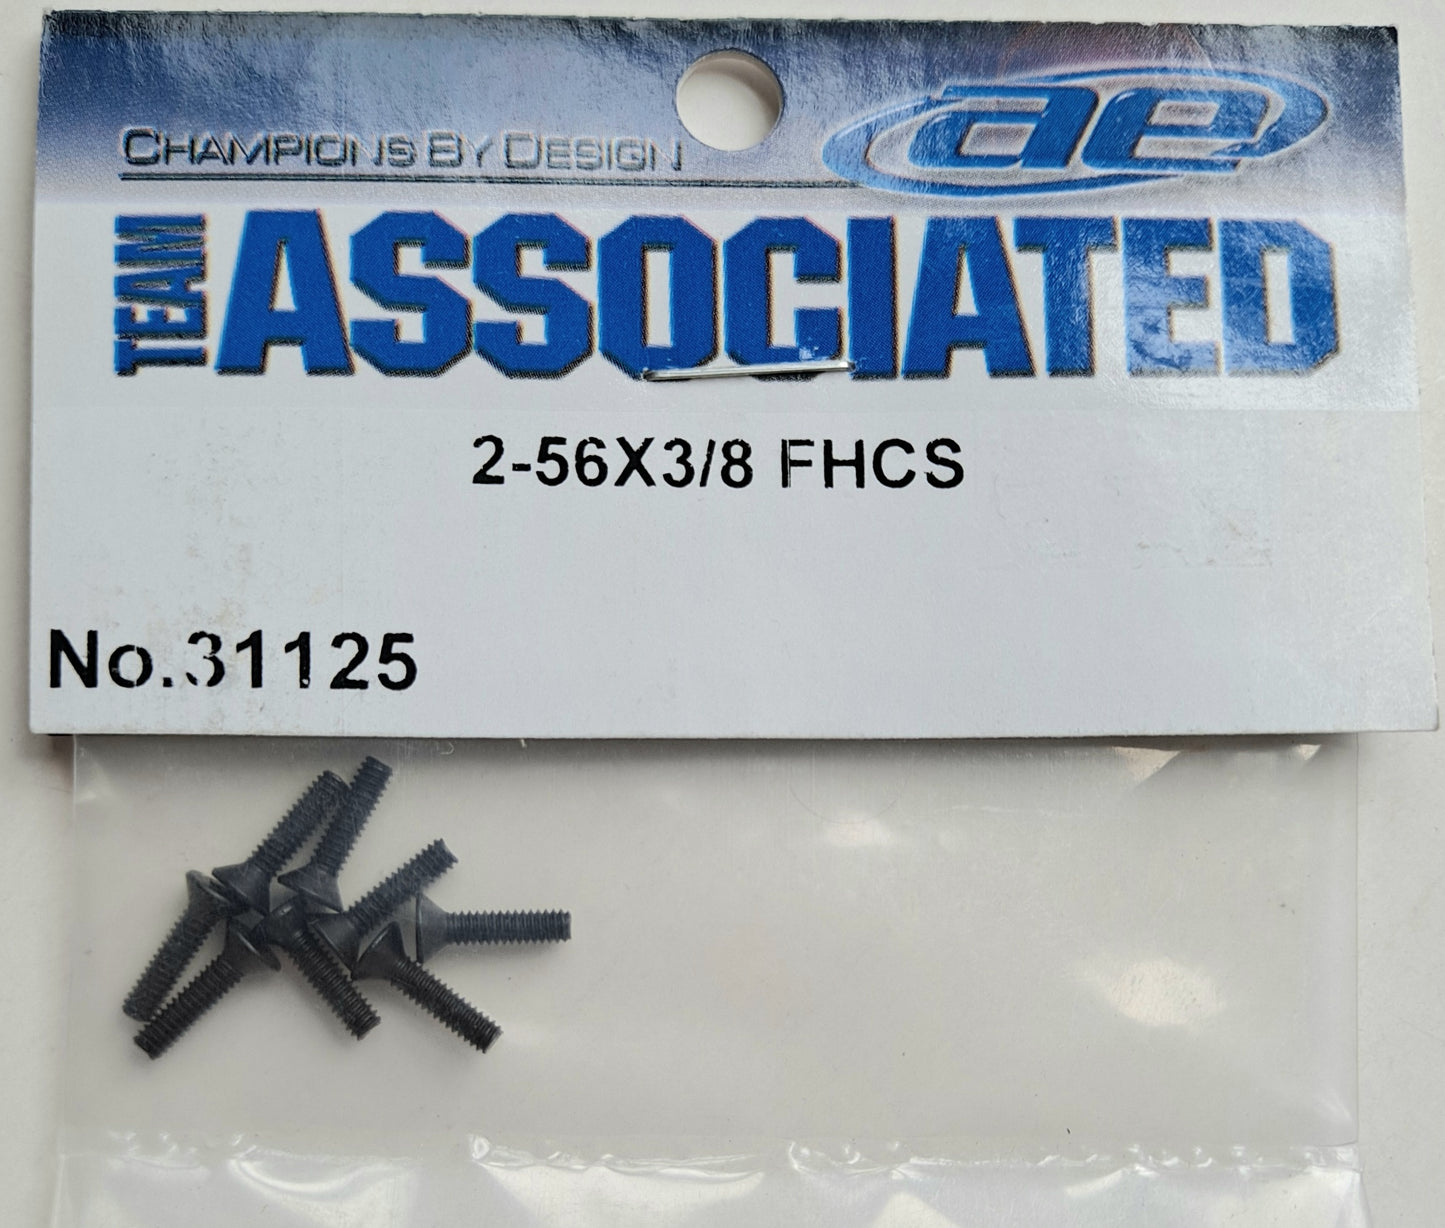 CHAMPIONS BY DESIGN
ae
TEAM ASSOCIATED
2-56X3/8 FHCS
No.31125